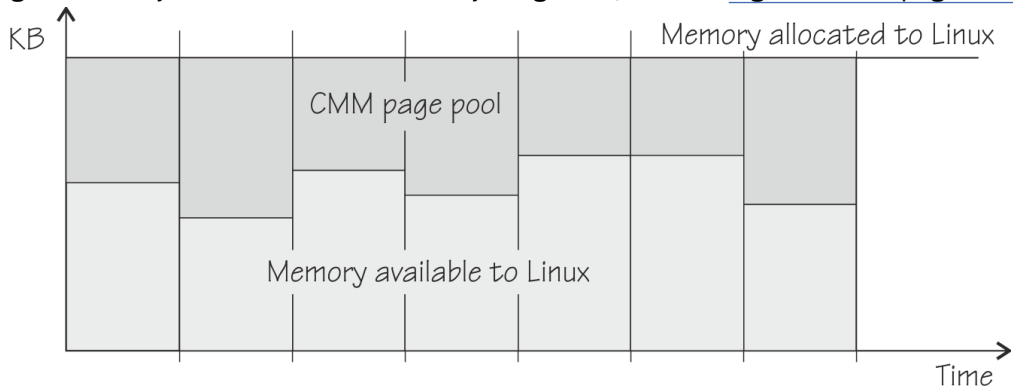 KB
Memory allocated to Linux
CMM page pool
Memory available to Linux
Time